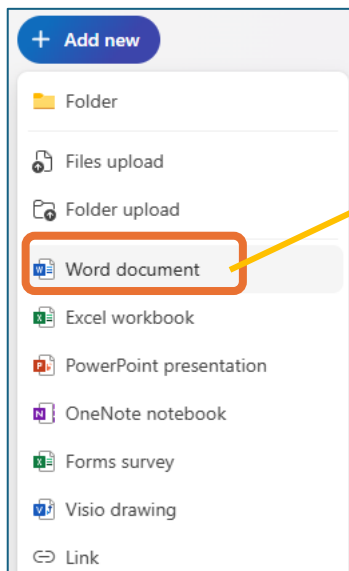 + Add new
Folder
Files upload
Folder upload
Word document
Excel workbook
PowerPoint presentation
OneNote notebook
Forms survey
Visio drawing
Link